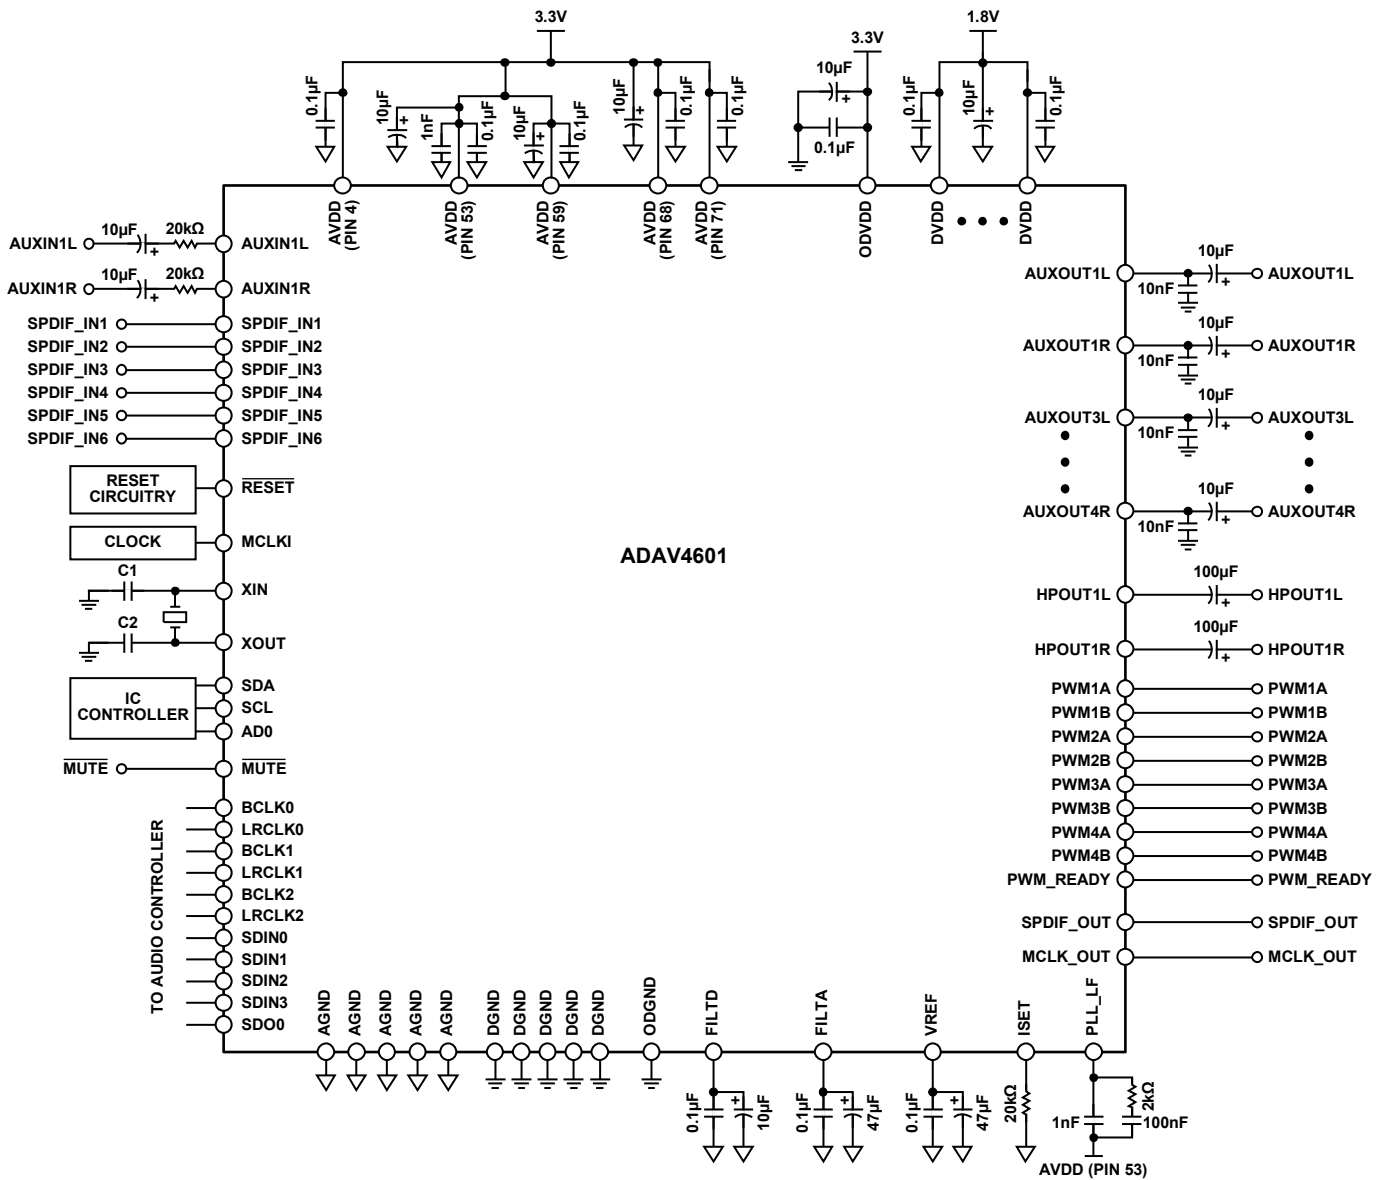 3.3V
3.3V
1.8V
0.1µF
10µF
1nF
0.1µF
10µF
0.1µF
10µF
0.1µF
0.1µF
10µF
0.1µF
0.1µF
10µF
0.1µF
AVDD
(PIN 4)
AVDD
(PIN 53)
AVDD
(PIN 59)
AVDD
(PIN 68)
AVDD
(PIN 71)
ODVDD
DVDD
DVDD
AUXIN1L
10µF
20kΩ
AUXIN1L
AUXIN1R
10µF
20kΩ
AUXIN1R
SPDIF_IN1
SPDIF_IN1
SPDIF_IN2
SPDIF_IN2
SPDIF_IN3
SPDIF_IN3
SPDIF_IN4
SPDIF_IN4
SPDIF_IN5
SPDIF_IN5
SPDIF_IN6
SPDIF_IN6
RESET
CIRCUITRY
RESET
CLOCK
MCLKI
C1
XIN
C2
XOUT
IC
CONTROLLER
SDA
SCL
AD0
MUTE
MUTE
TO AUDIO CONTROLLER
BCLK0
LRCLK0
BCLK1
LRCLK1
BCLK2
LRCLK2
SDIN0
SDIN1
SDIN2
SDIN3
SDO0
ADAV4601
AUXOUT1L
10nF
10µF
AUXOUT1L
AUXOUT1R
10nF
10µF
AUXOUT1R
AUXOUT3L
10nF
10µF
AUXOUT3L
AUXOUT4R
10nF
10µF
AUXOUT4R
HPOUT1L
100µF
HPOUT1L
HPOUT1R
100µF
HPOUT1R
PWM1A
PWM1A
PWM1B
PWM1B
PWM2A
PWM2A
PWM2B
PWM2B
PWM3A
PWM3A
PWM3B
PWM3B
PWM4A
PWM4A
PWM4B
PWM4B
PWM_READY
PWM_READY
SPDIF_OUT
SPDIF_OUT
MCLK_OUT
MCLK_OUT
AGND
AGND
AGND
AGND
AGND
DGND
DGND
DGND
DGND
DGND
ODGND
FILTD
FILTA
VREF
ISET
PLL_LF
0.1µF
10µF
0.1µF
47µF
0.1µF
47µF
20kΩ
1nF
2kΩ
100nF
AVDD (PIN 53)